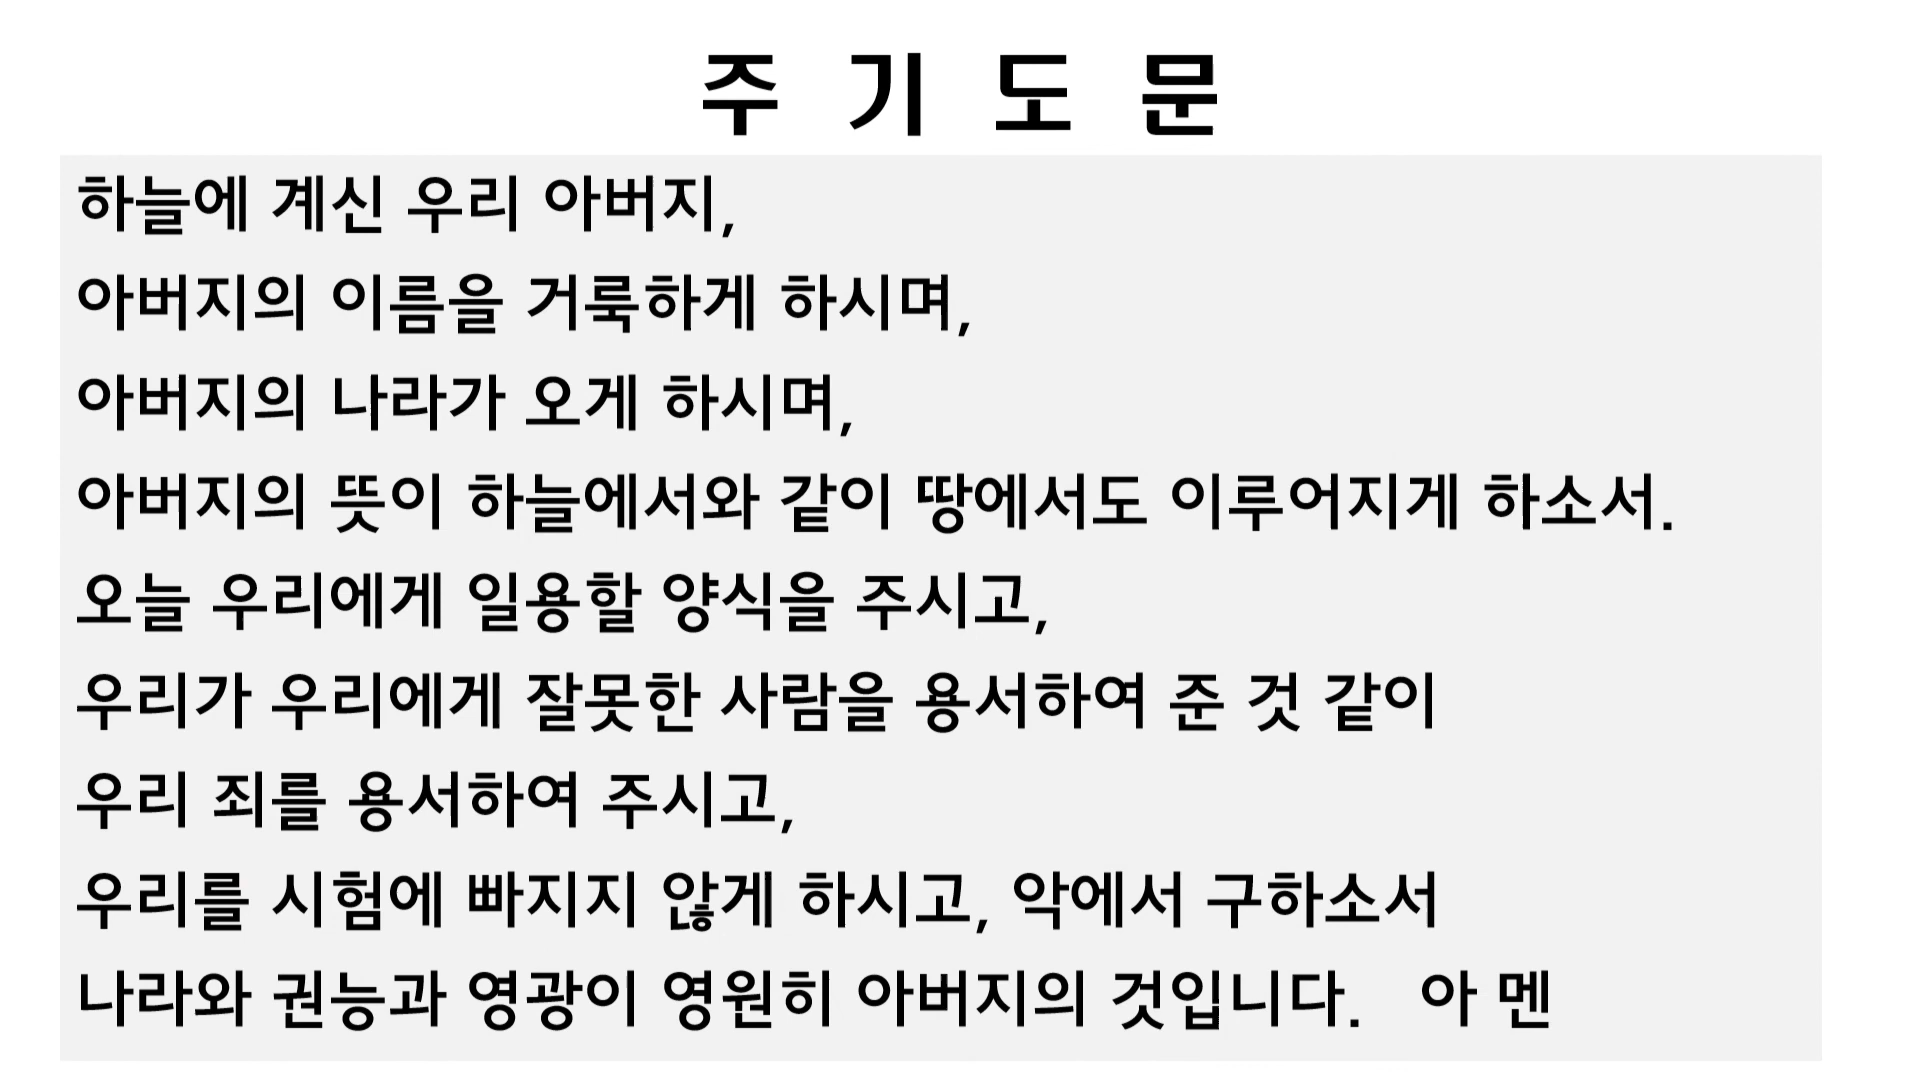 주 기 도 문
하늘에 계신 우리 아버지,
아버지의 이름을 거룩하게 하시며,
아버지의 나라가 오게 하시며,
아버지의 뜻이 하늘에서와 같이 땅에서도 이루어지게 하소서.
오늘 우리에게 일용할 양식을 주시고,
우리가 우리에게 잘못한 사람을 용서하여 준 것 같이
우리 죄를 용서하여 주시고,
우리를 시험에 빠지지 않게 하시고, 악에서 구하소서
나라와 권능과 영광이 영원히 아버지의 것입니다. 아 멘